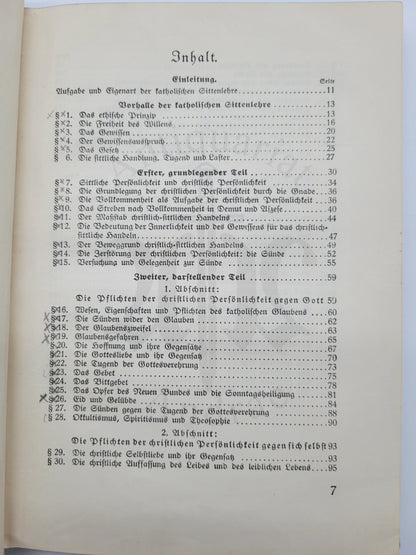 Inhalt.
Einleitung.
Seite
Aufgabe und Eigenart der katholischen Sittenlehre ........ 11
Vorhalle der katholischen Sittenlehre ........ 13
§ 1. Das ethische Prinzip ........ 13
§ 2. Die Freiheit des Willens ........ 16
§ 3. Das Gewissen ........ 20
§ 4. Der Gewissensauspruch ........ 22
§ 5. Das Gesetz ........ 25
§ 6. Die sittliche Handlung. Tugend und Laster ........ 27
Erster, grundlegender Teil ........ 30
§ 7. Sittliche Persönlichkeit und christliche Persönlichkeit ........ 34
§ 8. Die Grundlegung der christlichen Persönlichkeit durch die Gnade. 34
§ 9. Die Vollkommenheit als Aufgabe der christlichen Persönlichkeit . 36
§10. Das Streben nach Vollkommenheit in Demut und Aszese ........ 40
§11. Der Maßstab christlich-sittlichen Handelns ........ 44
§12. Die Bedeutung der Innerlichkeit und des Gewissens für das christlich-
sittliche Handeln ........ 47
§13. Der Beweggrund christlich-sittlichen Handelns ........ 49
§14. Die Zerstörung der christlichen Persönlichkeit: die Sünde ........ 52
§15. Versuchung und Gelegenheit zur Sünde ........ 55
Zweiter, darstellender Teil ........ 59
1. Abschnitt:
Die Pflichten der christlichen Persönlichkeit gegen Gott 59
§16. Wesen, Eigenschaften und Pflichten des katholischen Glaubens .... 60
§17. Die Sünden wider den Glauben ........ 62
§18. Der Glaubenszweifel ........ 64
§19. Glaubensgefahren ........ 65
§20. Die Hoffnung und ihre Gegensätze ........ 67
§21. Die Gottesliebe und ihr Gegensatz ........ 70
§22. Die Tugend der Gottesverehrung ........ 73
§23. Das Gebet ........ 75
§24. Das Bittgebet ........ 78
§25. Das Opfer des Neuen Bundes und die Sonntagsheiligung ........ 81
§26. Eid und Gelübde ........ 84
§ 27. Die Sünden gegen die Tugend der Gottesverehrung ........ 88
§ 28. Okkultismus, Spiritismus und Theosophie ........ 90
2. Abschnitt:
Die Pflichten der christlichen Persönlichkeit gegen sich selbst 93
§ 29. Die christliche Selbstliebe und ihr Gegensatz ........ 93
§ 30. Die christliche Auffassung des Leibes und des leiblichen Lebens .... 95
7